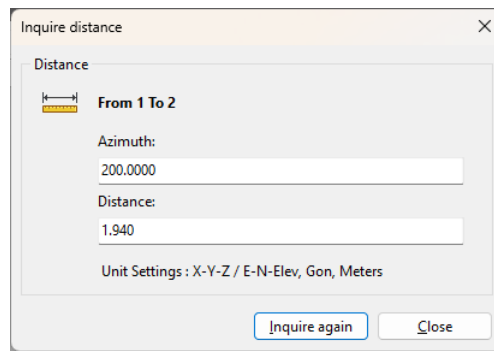 Inquire distance
Distance
From 1 To 2
Azimuth:
200.0000
Distance:
1.940
Unit Settings : X-Y-Z / E-N-Elev, Gon, Meters
Inquire again
Close